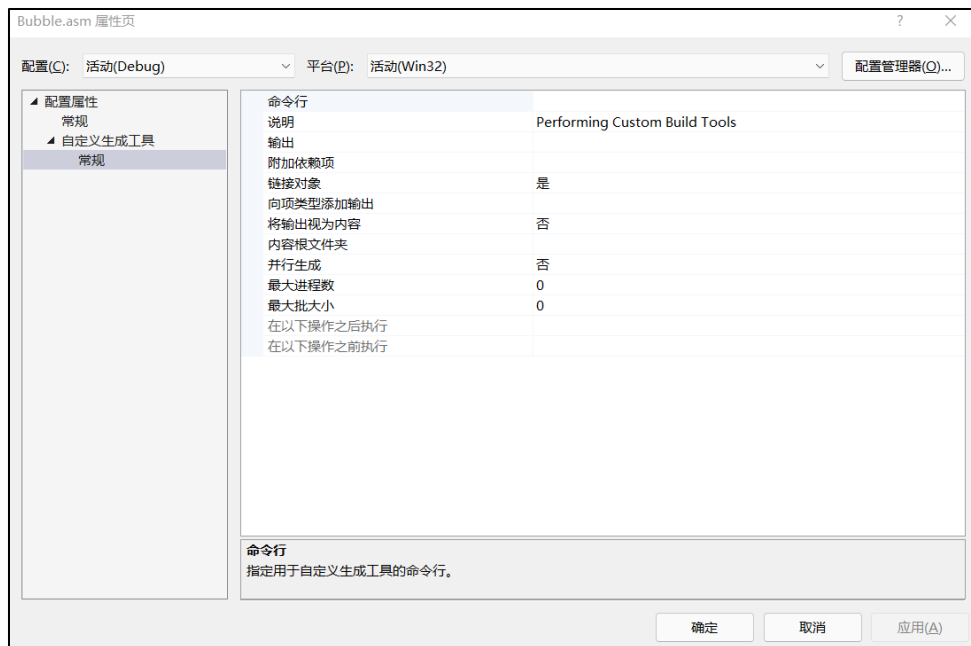 Bubble.asm 属性页
?
配置(C): 活动(Debug) 平台(P): 活动(Win32) 配置管理器(O)...
配置属性
常规
自定义生成工具
常规
命令行
说明 Performing Custom Build Tools
输出
附加依赖项
链接对象 是
向项类型添加输出
将输出视为内容 否
内容根文件夹
并行生成 否
最大进程数 0
最大批大小 0
在以下操作之后执行
在以下操作之前执行
命令行
指定用于自定义生成工具的命令行。
确定 取消 应用(A)